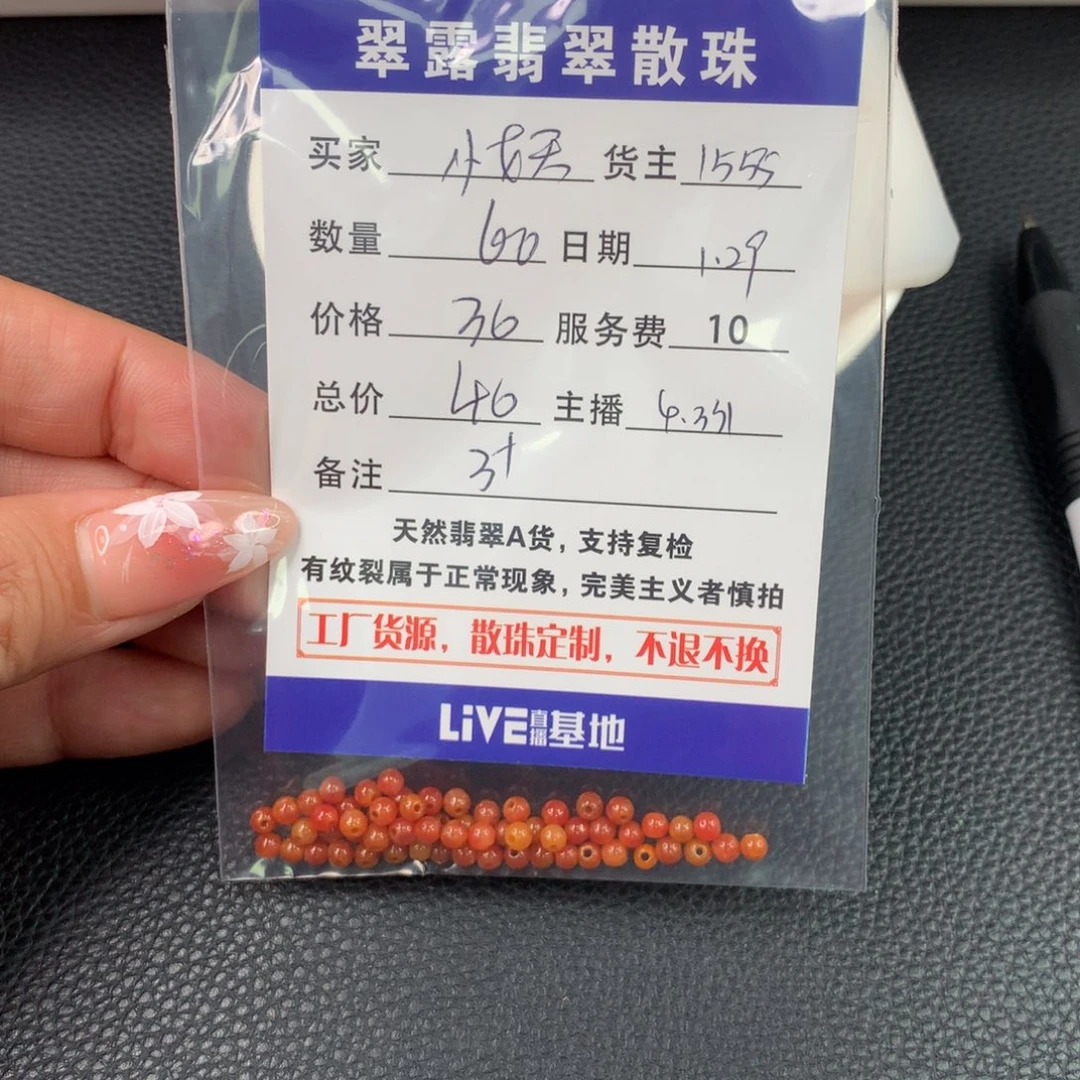 翠露翡翠散珠
买家 货主 1555
数量 60 日期 1.29
价格 36 服务费 10
总价 46 主播 4.331
备注 3+
天然翡翠A货，支持复检
有纹裂属于正常现象，完美主义者慎拍
工厂货源，散珠定制，不退不换
LiVE直播基地